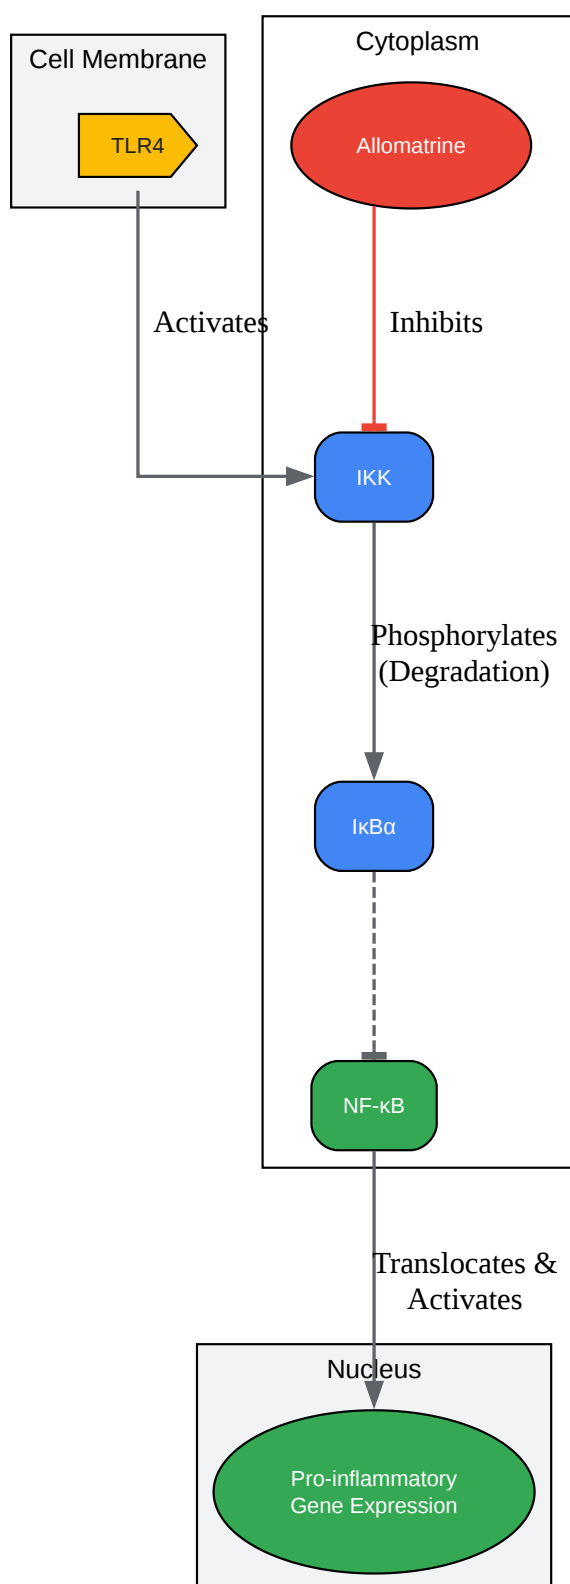 Cytoplasm
Cell Membrane
TLR4
Allomatrine
Activates
Inhibits
IKK
Phosphorylates
(Degradation)
IκBα
NF-κB
Translocates &
Activates
Nucleus
Pro-inflammatory
Gene Expression